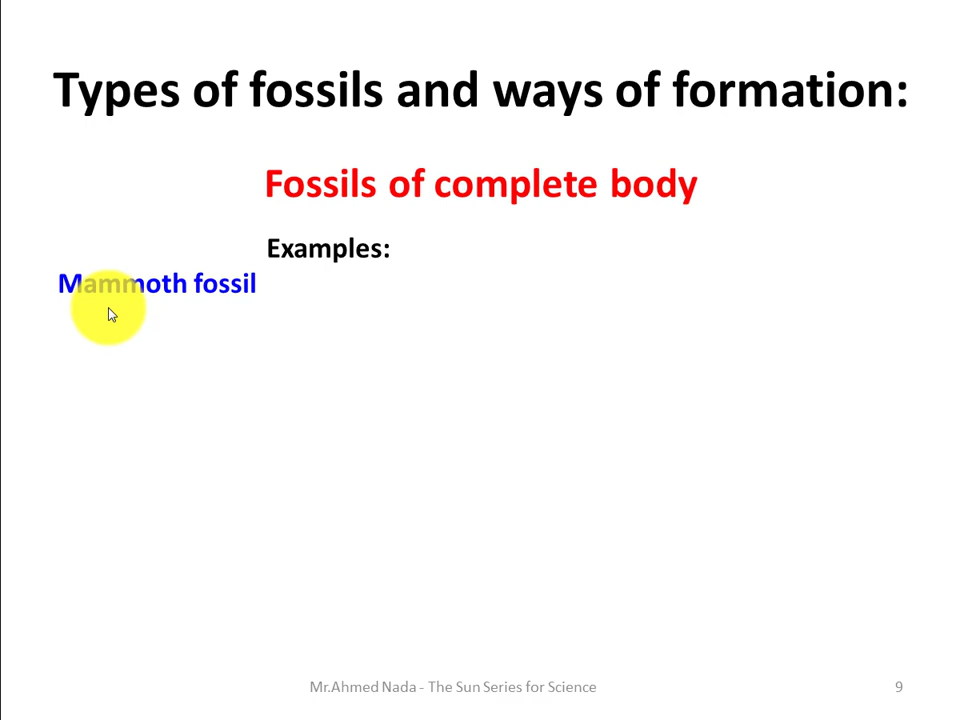 Types of fossils and ways of formation:
Fossils of complete body
Examples:
Mammoth fossil
Mr.Ahmed Nada - The Sun Series for Science
9